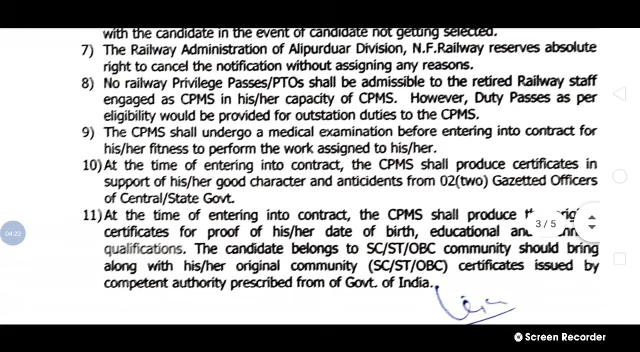 with the candidate in the event of candidate not getting selected.
7) The Railway Administration of Alipurduar Division, N.F.Railway reserves absolute
right to cancel the notification without assigning any reasons.
8) No railway Privilege Passes/PTOs shall be admissible to the retired Railway staff
engaged as CPMS in his/her capacity of CPMS. However, Duty Passes as per
eligibility would be provided for outstation duties to the CPMS.
9) The CPMS shall undergo a medical examination before entering into contract for
his/her fitness to perform the work assigned to his/her.
10) At the time of entering into contract, the CPMS shall produce certificates in
support of his/her good character and anticidents from 02(two) Gazetted Officers
of Central/State Govt.
11) At the time of entering into contract, the CPMS shall produce
3 / 5
certificates for proof of his/her date of birth, educational
04:23
qualifications. The candidate belongs to SC/ST/OBC community should bring
along with his/her original community (SC/ST/OBC) certificates issued by
competent authority prescribed from of Govt. of India.
Screen Recorder